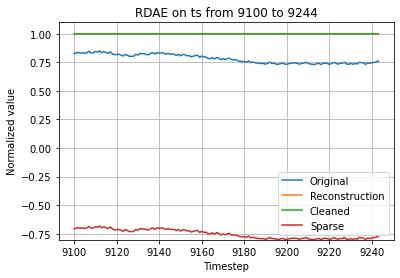 RDAE on ts from 9100 to 9244
Normalized value
1.00
0.75
0.50
0.25
0.00
−0.25
−0.50
−0.75
Original
Reconstruction
Cleaned
Sparse
9100 9120 9140 9160 9180 9200 9220 9240
Timestep